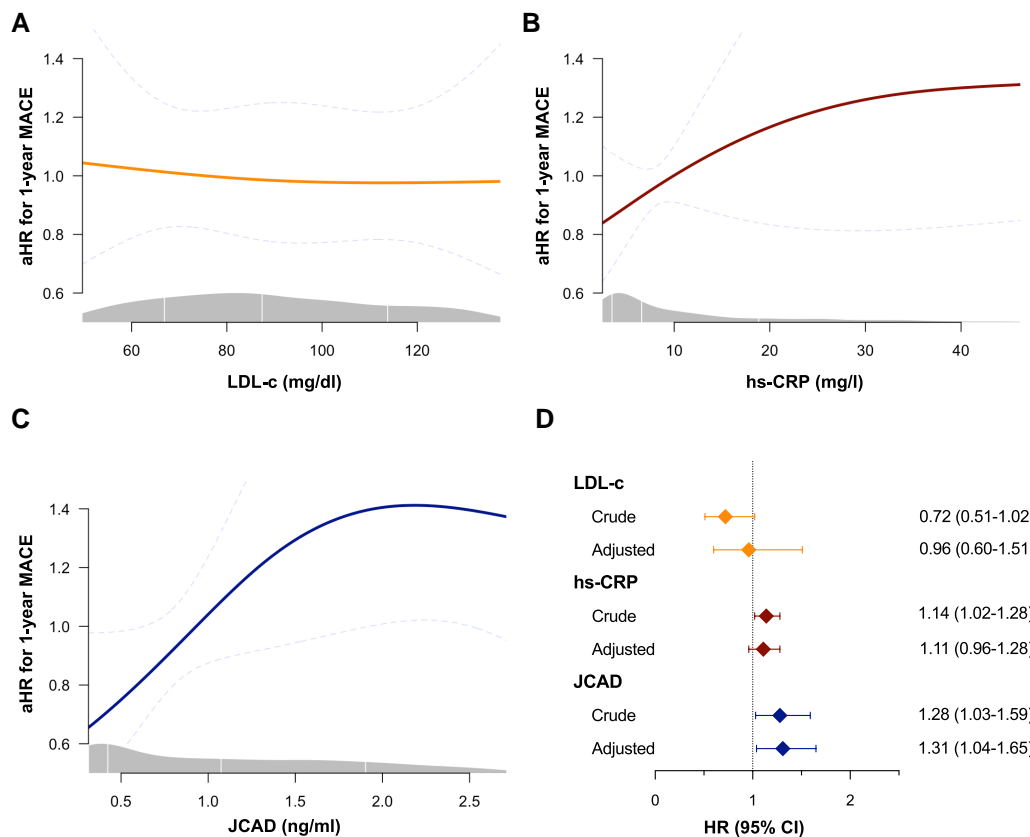 A
aHR for 1-year MACE
1.4
1.2
1.0
0.8
0.6
60 80 100 120
LDL-c (mg/dl)
B
aHR for 1-year MACE
1.4
1.2
1.0
0.8
0.6
10 20 30 40
hs-CRP (mg/l)
C
aHR for 1-year MACE
1.4
1.2
1.0
0.8
0.6
0.5 1.0 1.5 2.0 2.5
JCAD (ng/ml)
D
LDL-c
Crude 0.72 (0.51-1.02
Adjusted 0.96 (0.60-1.51
hs-CRP
Crude 1.14 (1.02-1.28)
Adjusted 1.11 (0.96-1.28)
JCAD
Crude 1.28 (1.03-1.59)
Adjusted 1.31 (1.04-1.65)
0 1 2
HR (95% CI)